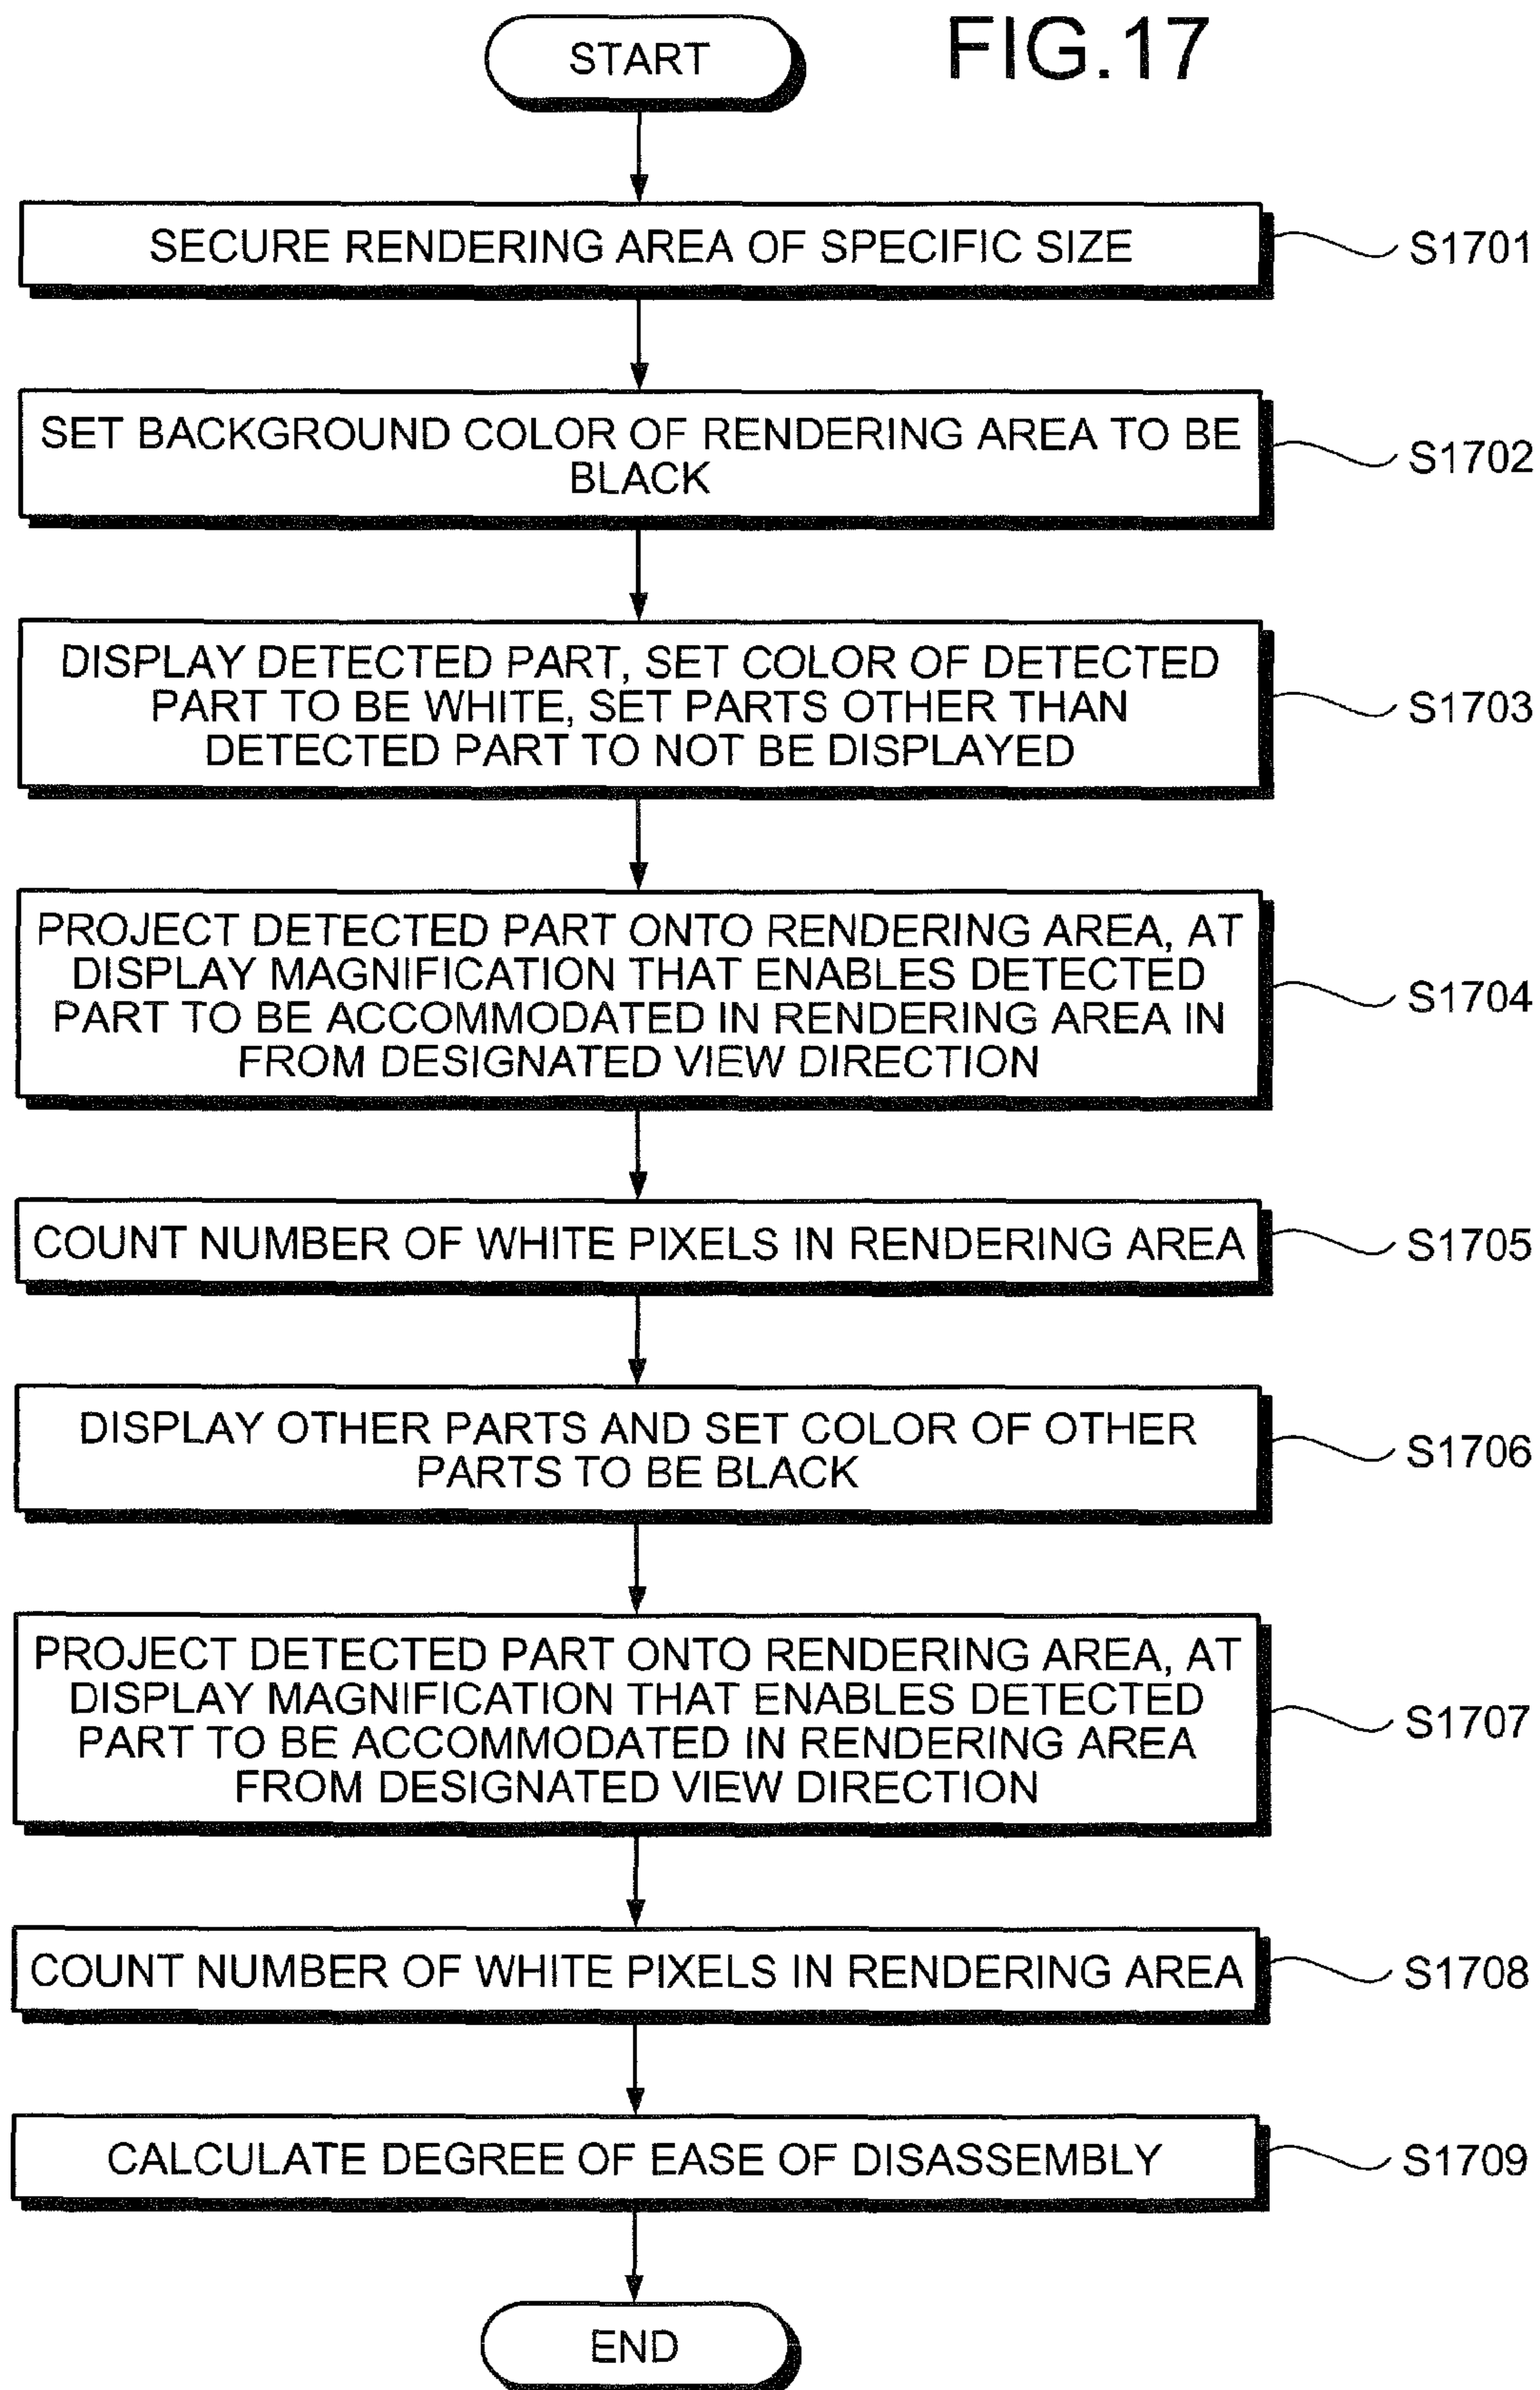 FIG.17
START
SECURE RENDERING AREA OF SPECIFIC SIZE
S1701
SET BACKGROUND COLOR OF RENDERING AREA TO BE
BLACK
S1702
DISPLAY DETECTED PART, SET COLOR OF DETECTED
PART TO BE WHITE, SET PARTS OTHER THAN
DETECTED PART TO NOT BE DISPLAYED
S1703
PROJECT DETECTED PART ONTO RENDERING AREA, AT
DISPLAY MAGNIFICATION THAT ENABLES DETECTED
PART TO BE ACCOMMODATED IN RENDERING AREA IN
FROM DESIGNATED VIEW DIRECTION
S1704
COUNT NUMBER OF WHITE PIXELS IN RENDERING AREA
S1705
DISPLAY OTHER PARTS AND SET COLOR OF OTHER
PARTS TO BE BLACK
S1706
PROJECT DETECTED PART ONTO RENDERING AREA, AT
DISPLAY MAGNIFICATION THAT ENABLES DETECTED
PART TO BE ACCOMMODATED IN RENDERING AREA
FROM DESIGNATED VIEW DIRECTION
S1707
COUNT NUMBER OF WHITE PIXELS IN RENDERING AREA
S1708
CALCULATE DEGREE OF EASE OF DISASSEMBLY
S1709
END